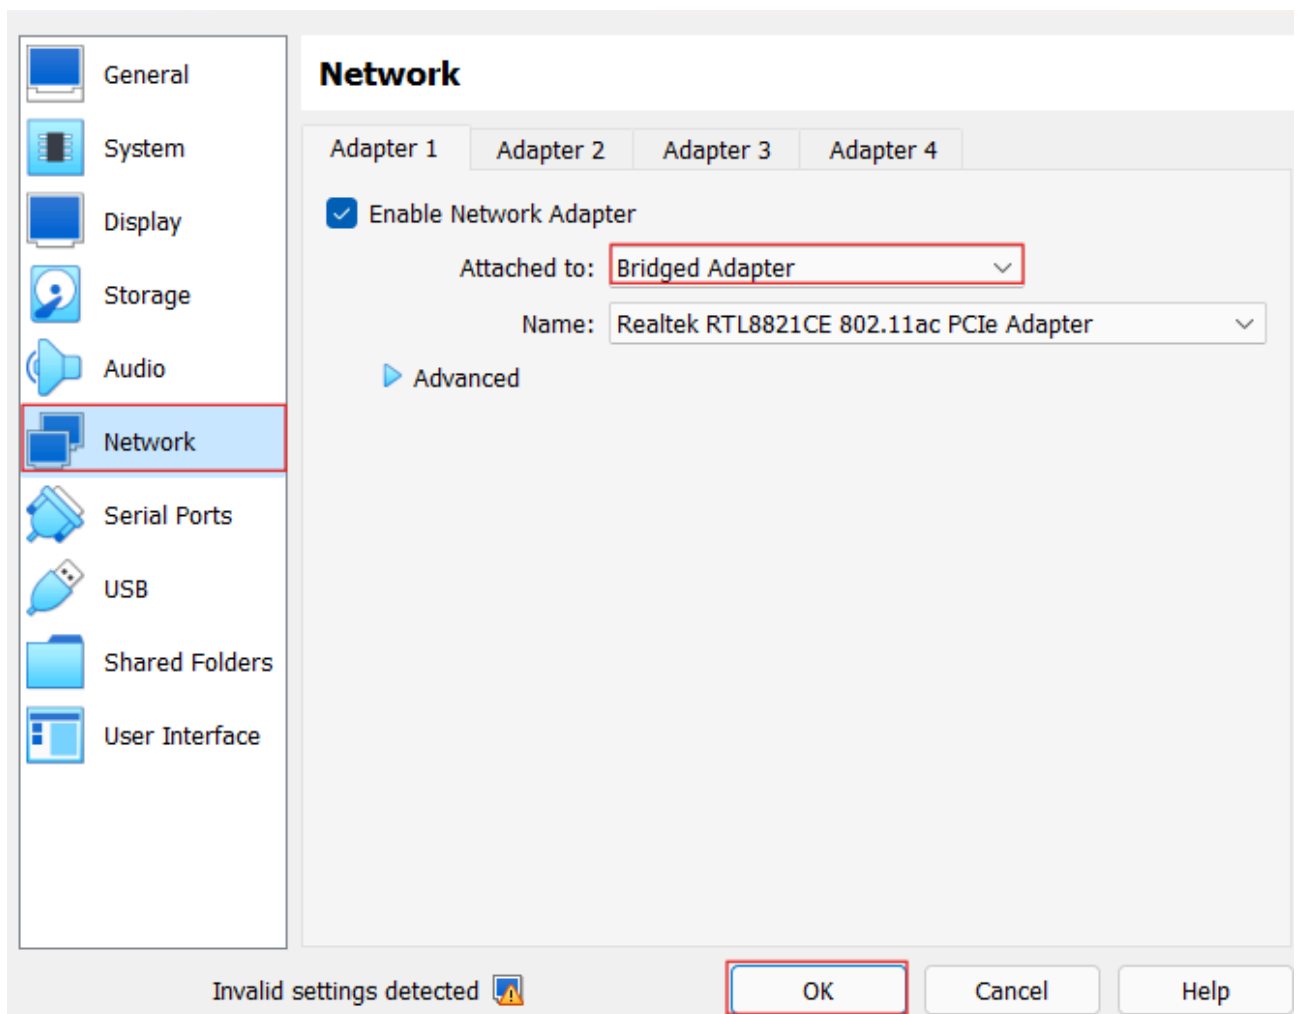 General
System
Display
Storage
Audio
Network
Serial Ports
USB
Shared Folders
User Interface
Network
Adapter 1 Adapter 2 Adapter 3 Adapter 4
Enable Network Adapter
Attached to: Bridged Adapter
Name: Realtek RTL8821CE 802.11ac PCIe Adapter
Advanced
Invalid settings detected OK Cancel Help